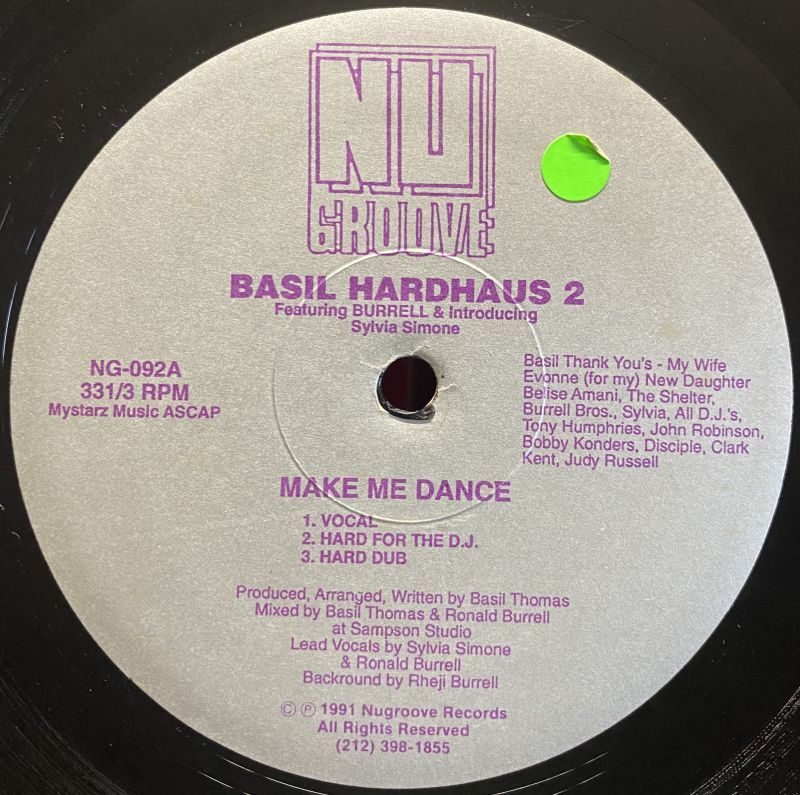 NU
GROOVE
BASIL HARDHAUS 2
Featuring BURRELL & Introducing
Sylvia Simone
NG-092A
331/3 RPM
Mystarz Music ASCAP
Basil Thank You's - My Wife
Evonne (for my) New Daughter
Belise Amani, The Shelter,
Burrell Bros., Sylvia, All D.J.'s,
Tony Humphries, John Robinson,
Bobby Konders, Disciple, Clark
Kent, Judy Russell
MAKE ME DANCE
1. VOCAL
2. HARD FOR THE D.J.
3. HARD DUB
Produced, Arranged, Written by Basil Thomas
Mixed by Basil Thomas & Ronald Burrell
at Sampson Studio
Lead Vocals by Sylvia Simone
& Ronald Burrell
Backround by Rheji Burrell
© ℗ 1991 Nugroove Records
All Rights Reserved
(212) 398-1855